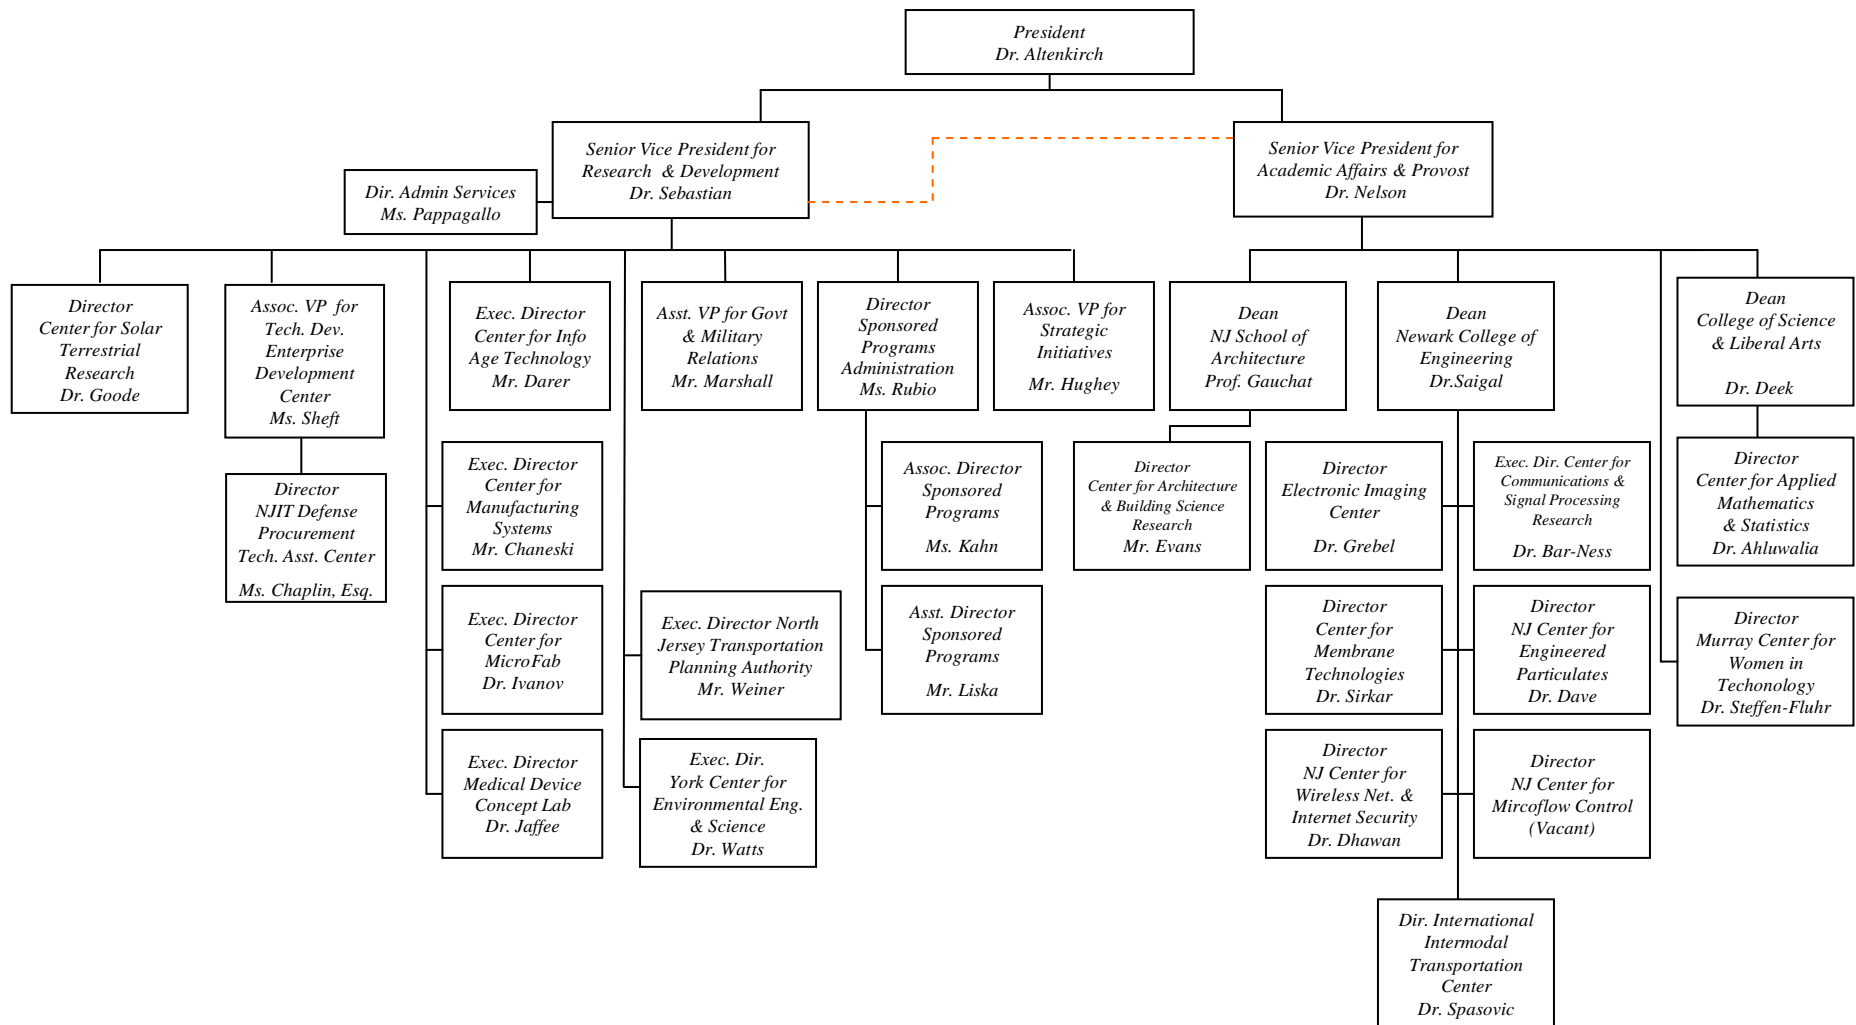 President
Dr. Altenkirch
Senior Vice President for
Research & Development
Dr. Sebastian
Senior Vice President for
Academic Affairs & Provost
Dr. Nelson
Dir. Admin Services
Ms. Pappagallo
Director
Center for Solar
Terrestrial
Research
Dr. Goode
Assoc. VP for
Tech. Dev.
Enterprise
Development
Center
Ms. Sheft
Exec. Director
Center for Info
Age Technology
Mr. Darer
Asst. VP for Govt
& Military
Relations
Mr. Marshall
Director
Sponsored
Programs
Administration
Ms. Rubio
Assoc. VP for
Strategic
Initiatives
Mr. Hughey
Dean
NJ School of
Architecture
Prof. Gauchat
Dean
Newark College of
Engineering
Dr.Saigal
Dean
College of Science
& Liberal Arts
Dr. Deek
Director
NJIT Defense
Procurement
Tech. Asst. Center
Ms. Chaplin, Esq.
Exec. Director
Center for
Manufacturing
Systems
Mr. Chaneski
Assoc. Director
Sponsored
Programs
Ms. Kahn
Director
Center for Architecture
& Building Science
Research
Mr. Evans
Director
Electronic Imaging
Center
Dr. Grebel
Exec. Dir. Center for
Communications &
Signal Processing
Research
Dr. Bar-Ness
Director
Center for Applied
Mathematics
& Statistics
Dr. Ahluwalia
Exec. Director
Center for
MicroFab
Dr. Ivanov
Exec. Director North
Jersey Transportation
Planning Authority
Mr. Weiner
Asst. Director
Sponsored
Programs
Mr. Liska
Director
Center for
Membrane
Technologies
Dr. Sirkar
Director
NJ Center for
Engineered
Particulates
Dr. Dave
Director
Murray Center for
Women in
Techonology
Dr. Steffen-Fluhr
Exec. Director
Medical Device
Concept Lab
Dr. Jaffee
Exec. Dir.
York Center for
Environmental Eng.
& Science
Dr. Watts
Director
NJ Center for
Wireless Net. &
Internet Security
Dr. Dhawan
Director
NJ Center for
Mircoflow Control
(Vacant)
Dir. International
Intermodal
Transportation
Center
Dr. Spasovic